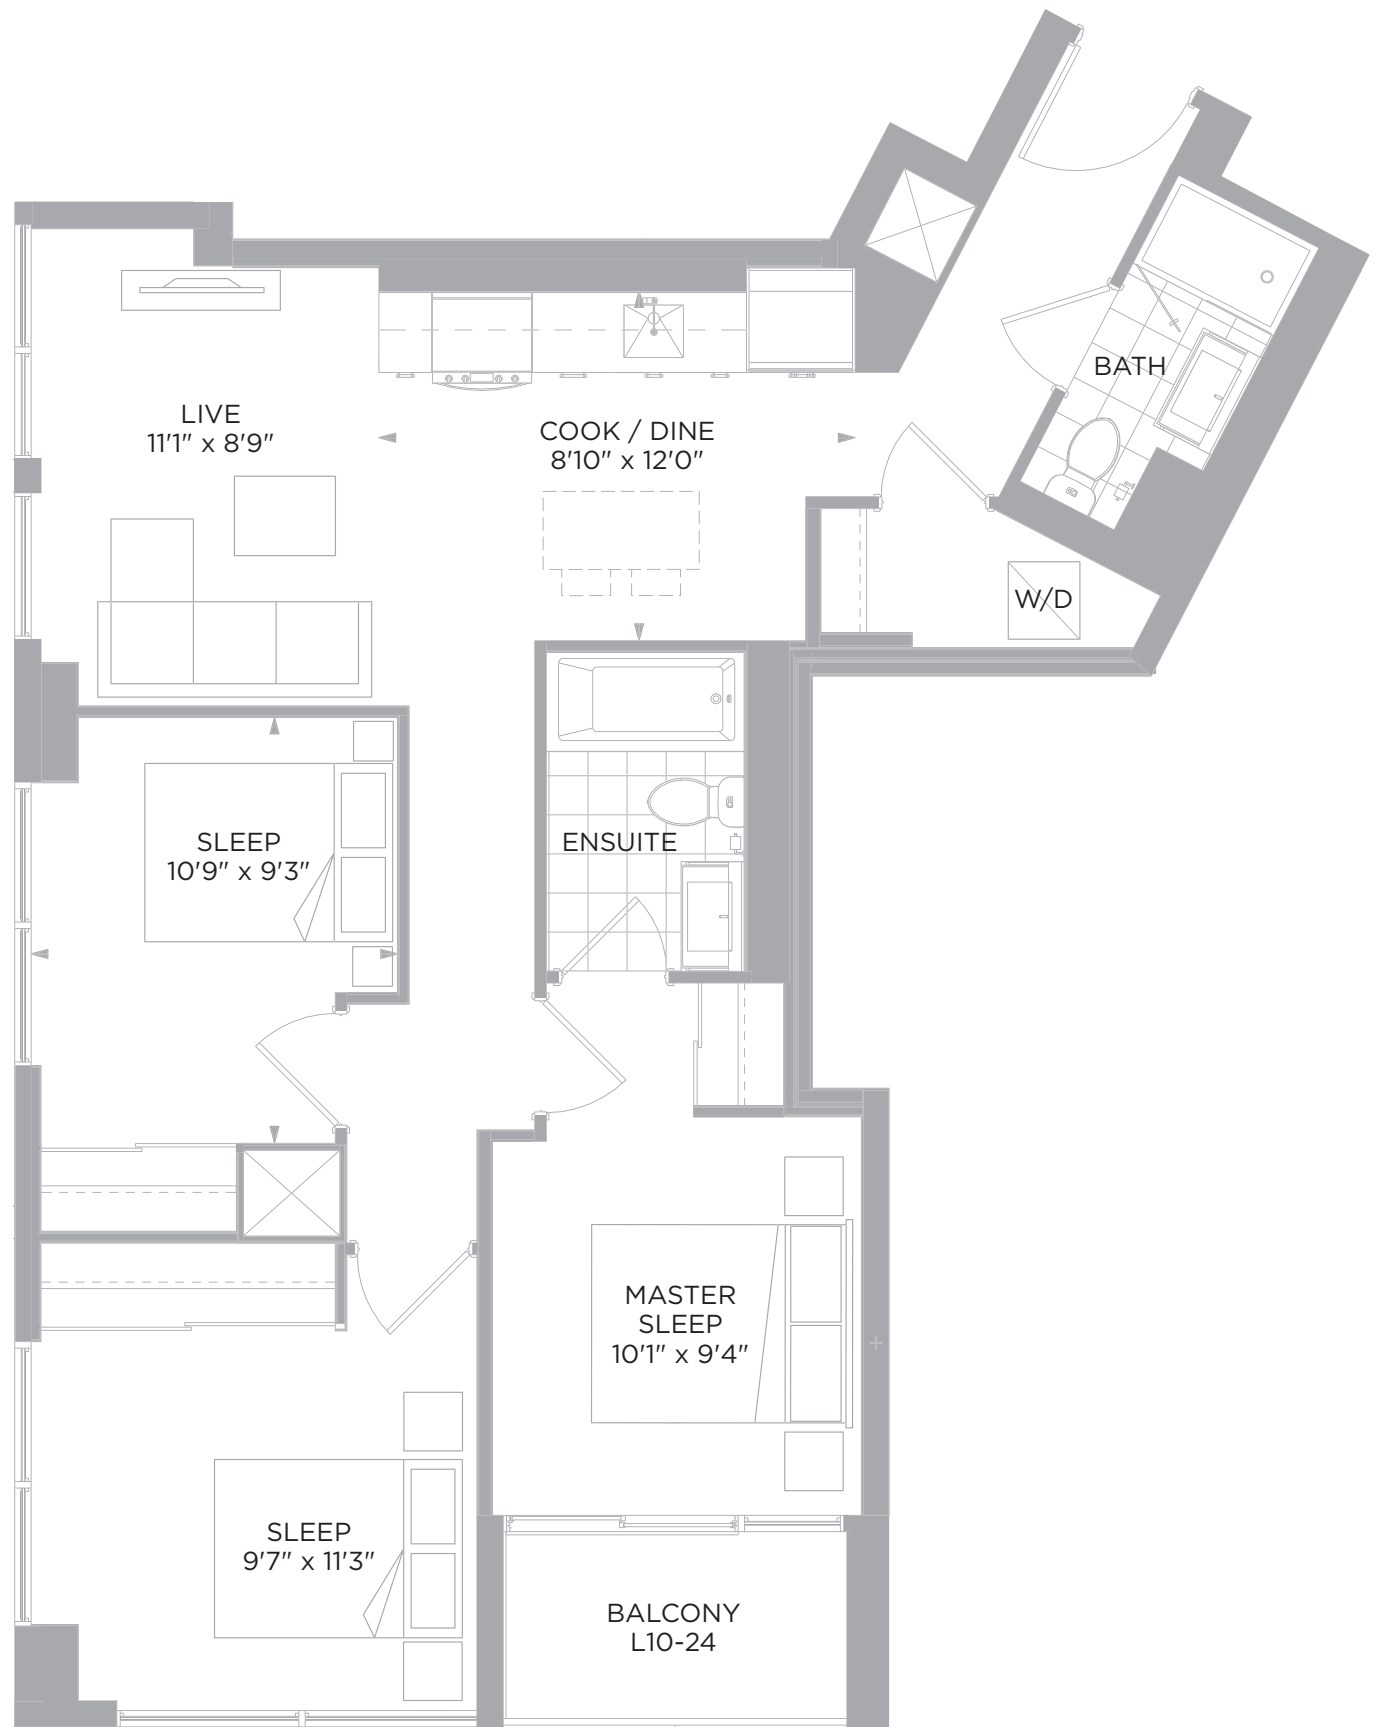 BATH
LIVE
11'1" x 8'9"
COOK / DINE
8'10" x 12'0"
W/D
SLEEP
10'9" x 9'3"
ENSUITE
MASTER
SLEEP
10'1" x 9'4"
SLEEP
9'7" x 11'3"
BALCONY
L10-24